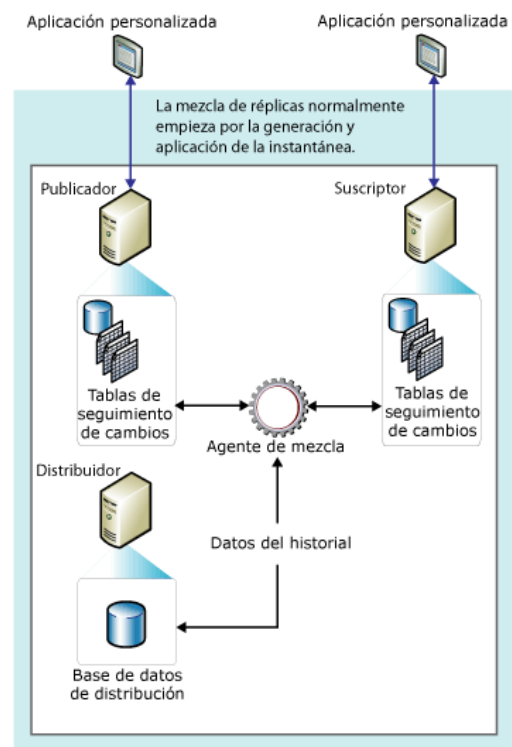 Aplicación personalizada
Aplicación personalizada
La mezcla de réplicas normalmente
empieza por la generación y
aplicación de la instantánea.
Publicador
Suscriptor
Tablas de
seguimiento
de cambios
Tablas de
seguimiento
de cambios
Agente de mezcla
Distribuidor
Datos del historial
Base de datos
de distribución